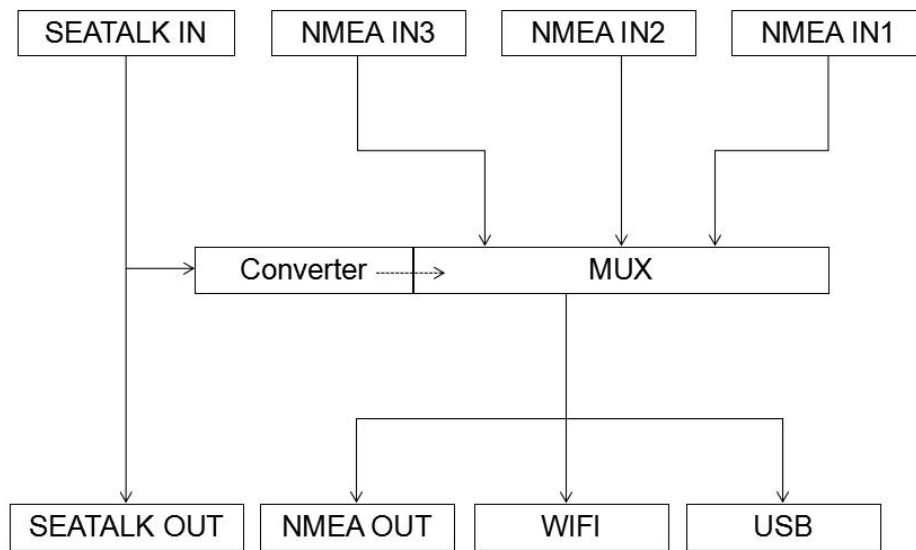 SEATALK IN
NMEA IN3
NMEA IN2
NMEA IN1
Converter
MUX
SEATALK OUT
NMEA OUT
WIFI
USB